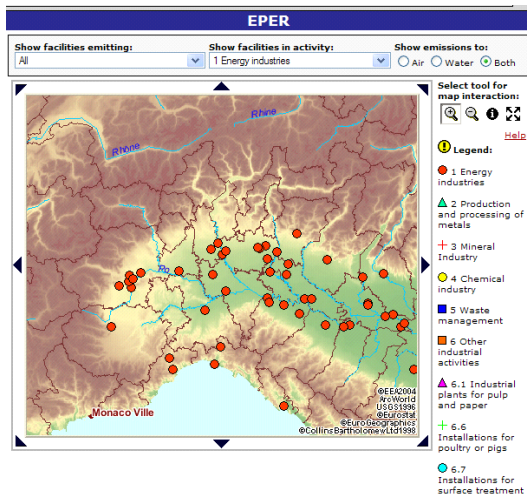 EPER
Show facilities emitting:
All
Show facilities in activity:
1 Energy industries
Show emissions to:
Air Water Both
Select tool for
map interaction:
Help
Legend:
1 Energy
industries
2 Production
and processing of
metals
3 Mineral
Industry
4 Chemical
industry
5 Waste
management
6 Other
industrial
activities
6.1 Industrial
plants for pulp
and paper
6.6
Installations for
poultry or pigs
6.7
Installations for
surface treatment
Rhine
Rhône
Po
Monaco Ville
©EEA2004
ArcWorld
USGS1996
©Eurostat
©EuroGeographics
©CollinsBartholomewLtd1998